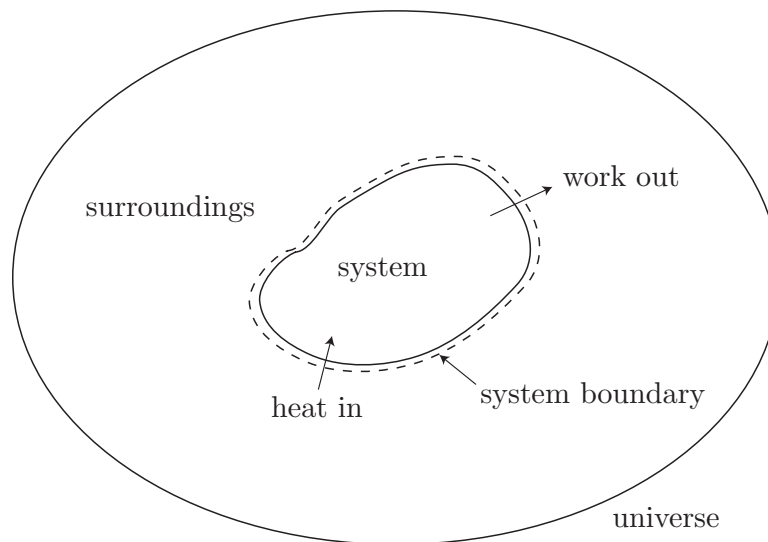 work out
surroundings
system
heat in
system boundary
universe